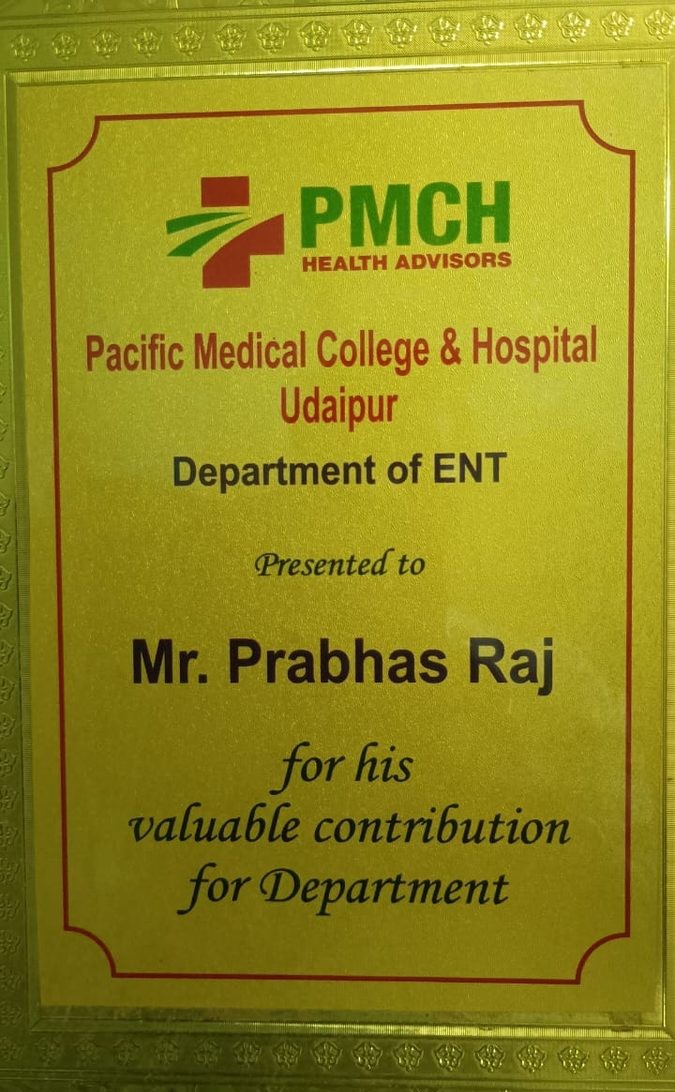 PMCH
HEALTH ADVISORS
Pacific Medical College & Hospital
Udaipur
Department of ENT
Presented to
Mr. Prabhas Raj
for his
valuable contribution
for Department